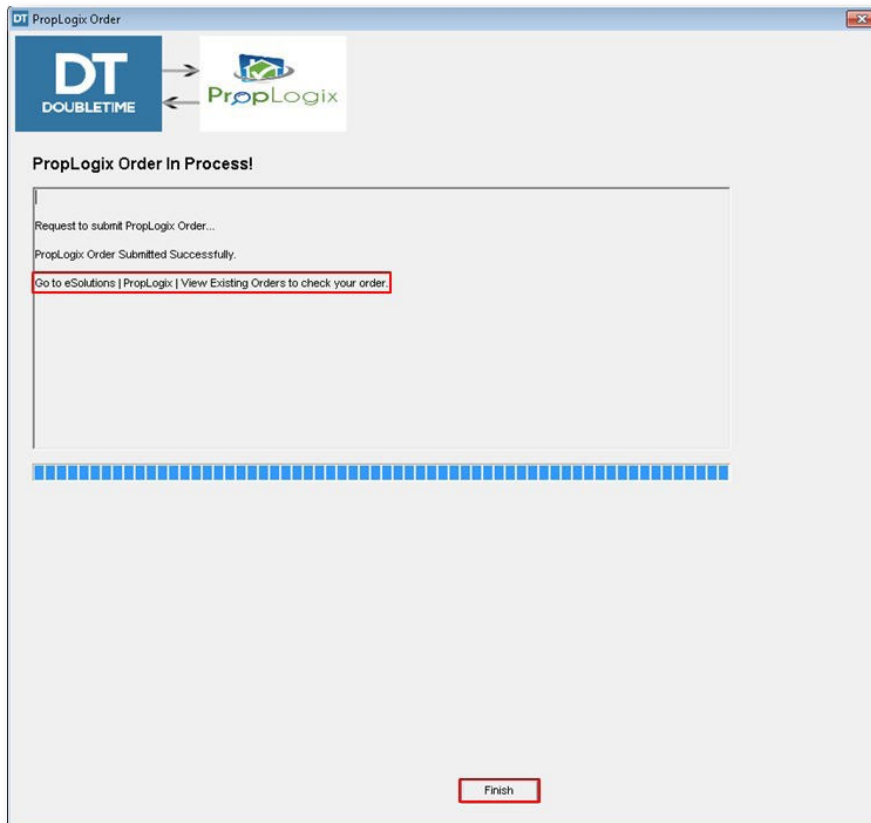 DT PropLogix Order
DT
DOUBLETIME
PropLogix
PropLogix Order In Process!
Request to submit PropLogix Order...
PropLogix Order Submitted Successfully.
Go to eSolutions | PropLogix | View Existing Orders to check your order.
Finish